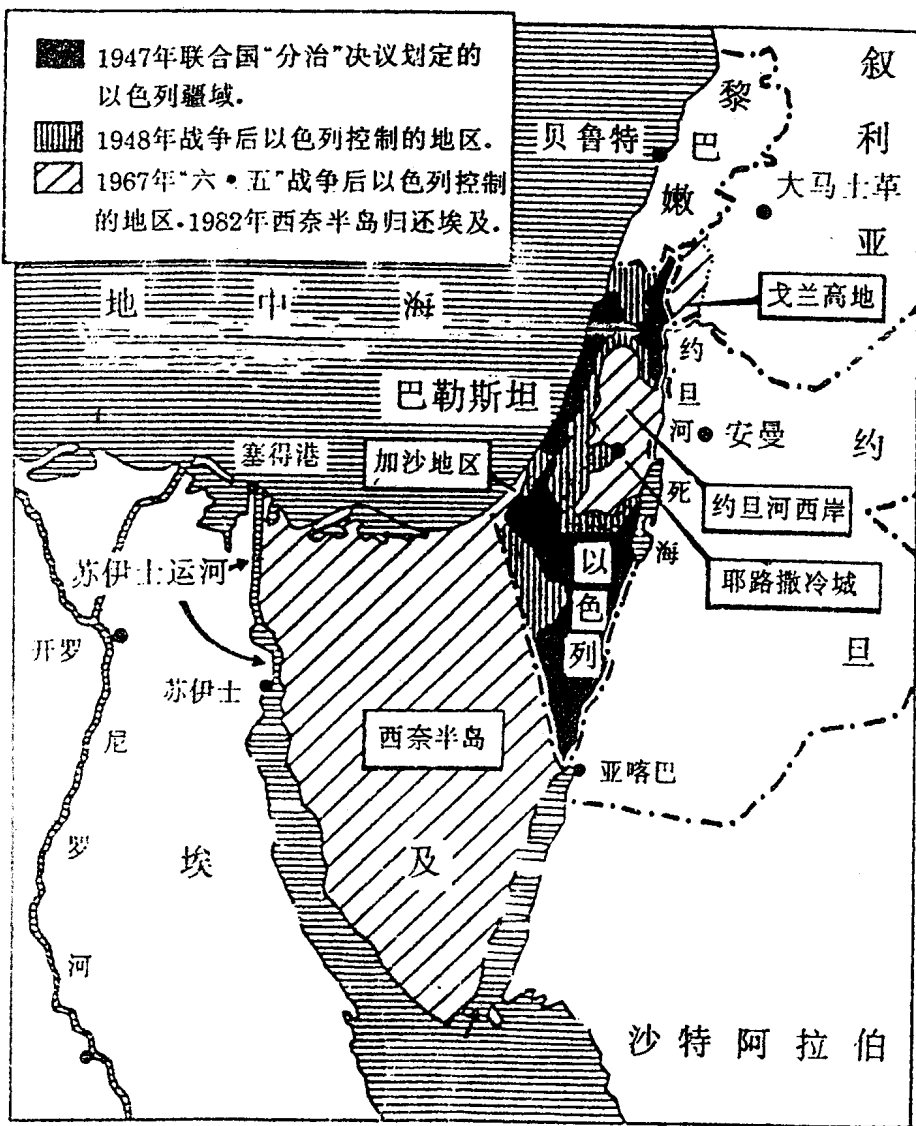 1947年联合国“分治”决议划定的
以色列疆域.
1948年战争后以色列控制的地区.
1967年“六·五”战争后以色列控制
的地区.1982年西奈半岛归还埃及.
叙利亚
黎巴嫩
贝鲁特
大马士革
地中海
戈兰高地
约旦河
巴勒斯坦
安曼
塞得港
加沙地区
约旦
死海
约旦河西岸
苏伊士运河
以色列
耶路撒冷城
开罗
苏伊士
西奈半岛
尼罗河
亚喀巴
埃及
沙特阿拉伯